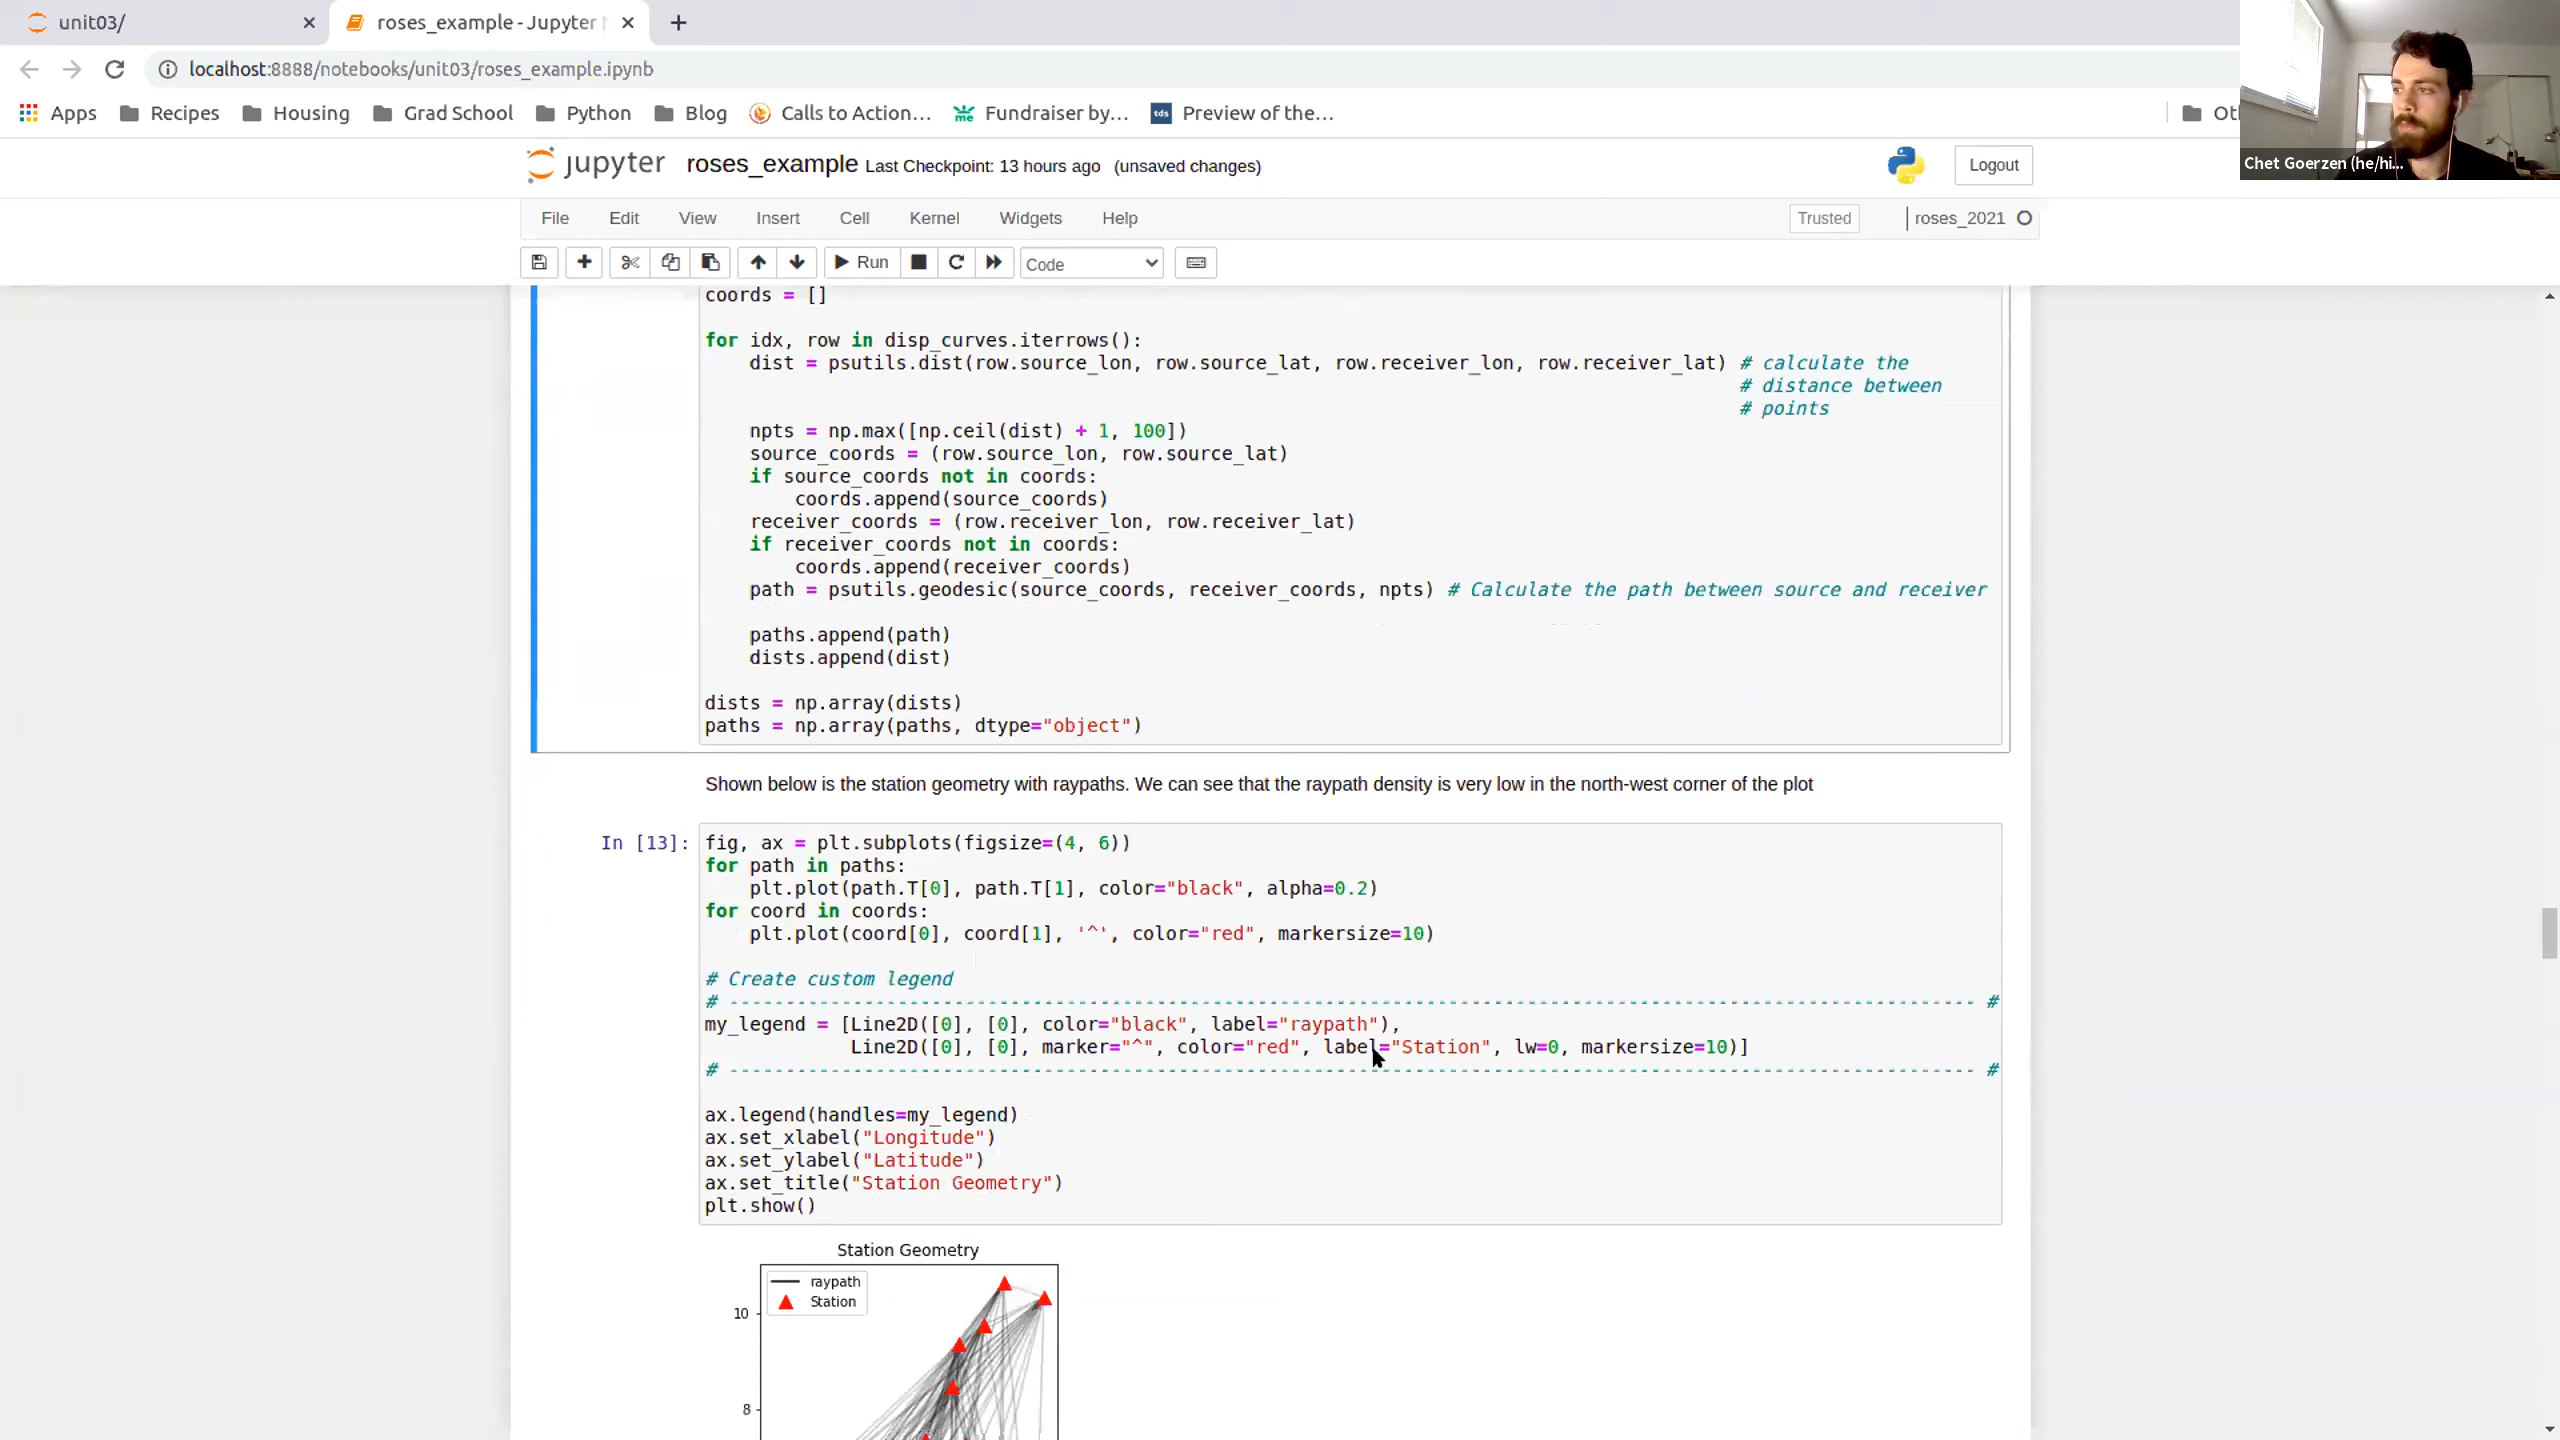 unit03/
roses_example - Jupyter N
localhost:8888/notebooks/unit03/roses_example.ipynb
Apps Recipes Housing Grad School Python Blog Calls to Action... Fundraiser by... Preview of the... Ot
Chet Goerzen (he/hi...
jupyter roses_example Last Checkpoint: 13 hours ago (unsaved changes)
Logout
File Edit View Insert Cell Kernel Widgets Help
Trusted roses_2021
Run Code
coords = []
for idx, row in disp_curves.iterrows():
    dist = psutils.dist(row.source_lon, row.source_lat, row.receiver_lon, row.receiver_lat) # calculate the
# distance between
# points
    npts = np.max([np.ceil(dist) + 1, 100])
    source_coords = (row.source_lon, row.source_lat)
    if source_coords not in coords:
        coords.append(source_coords)
    receiver_coords = (row.receiver_lon, row.receiver_lat)
    if receiver_coords not in coords:
        coords.append(receiver_coords)
    path = psutils.geodesic(source_coords, receiver_coords, npts) # Calculate the path between source and receiver
    paths.append(path)
    dists.append(dist)
dists = np.array(dists)
paths = np.array(paths, dtype="object")
Shown below is the station geometry with raypaths. We can see that the raypath density is very low in the north-west corner of the plot
In [13]: fig, ax = plt.subplots(figsize=(4, 6))
for path in paths:
    plt.plot(path.T[0], path.T[1], color="black", alpha=0.2)
for coord in coords:
    plt.plot(coord[0], coord[1], '^', color="red", markersize=10)
# Create custom legend
# --------------------------------------------------------------------------------------------------------------- #
my_legend = [Line2D([0], [0], color="black", label="raypath"),
             Line2D([0], [0], marker="^", color="red", label="Station", lw=0, markersize=10)]
# --------------------------------------------------------------------------------------------------------------- #
ax.legend(handles=my_legend)
ax.set_xlabel("Longitude")
ax.set_ylabel("Latitude")
ax.set_title("Station Geometry")
plt.show()
Station Geometry
raypath
Station
10
8